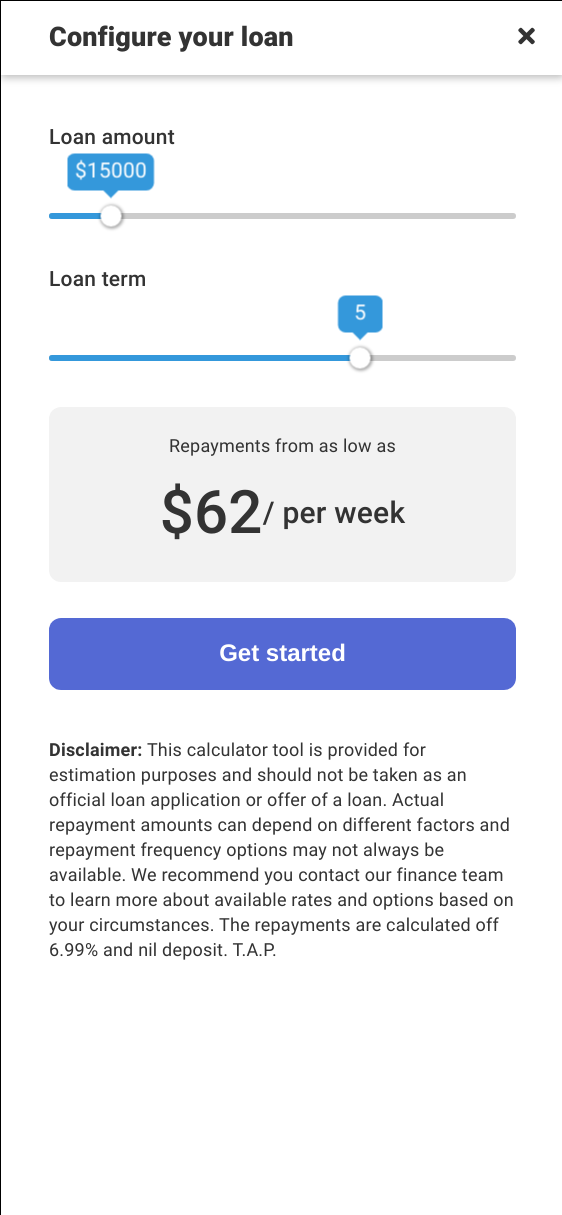 Configure your loan
Loan amount
$15000
Loan term
5
Repayments from as low as
$62/ per week
Get started
Disclaimer: This calculator tool is provided for
estimation purposes and should not be taken as an
official loan application or offer of a loan. Actual
repayment amounts can depend on different factors and
repayment frequency options may not always be
available. We recommend you contact our finance team
to learn more about available rates and options based on
your circumstances. The repayments are calculated off
6.99% and nil deposit. T.A.P.